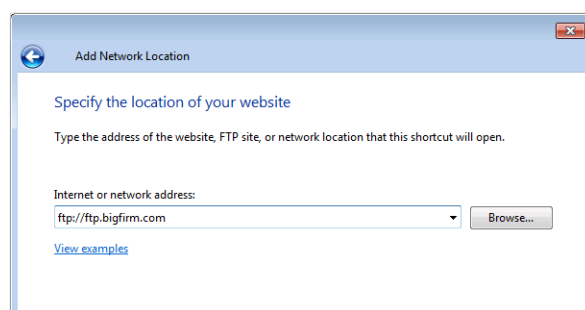 Add Network Location
Specify the location of your website
Type the address of the website, FTP site, or network location that this shortcut will open.
Internet or network address:
ftp://ftp.bigfirm.com
Browse...
View examples